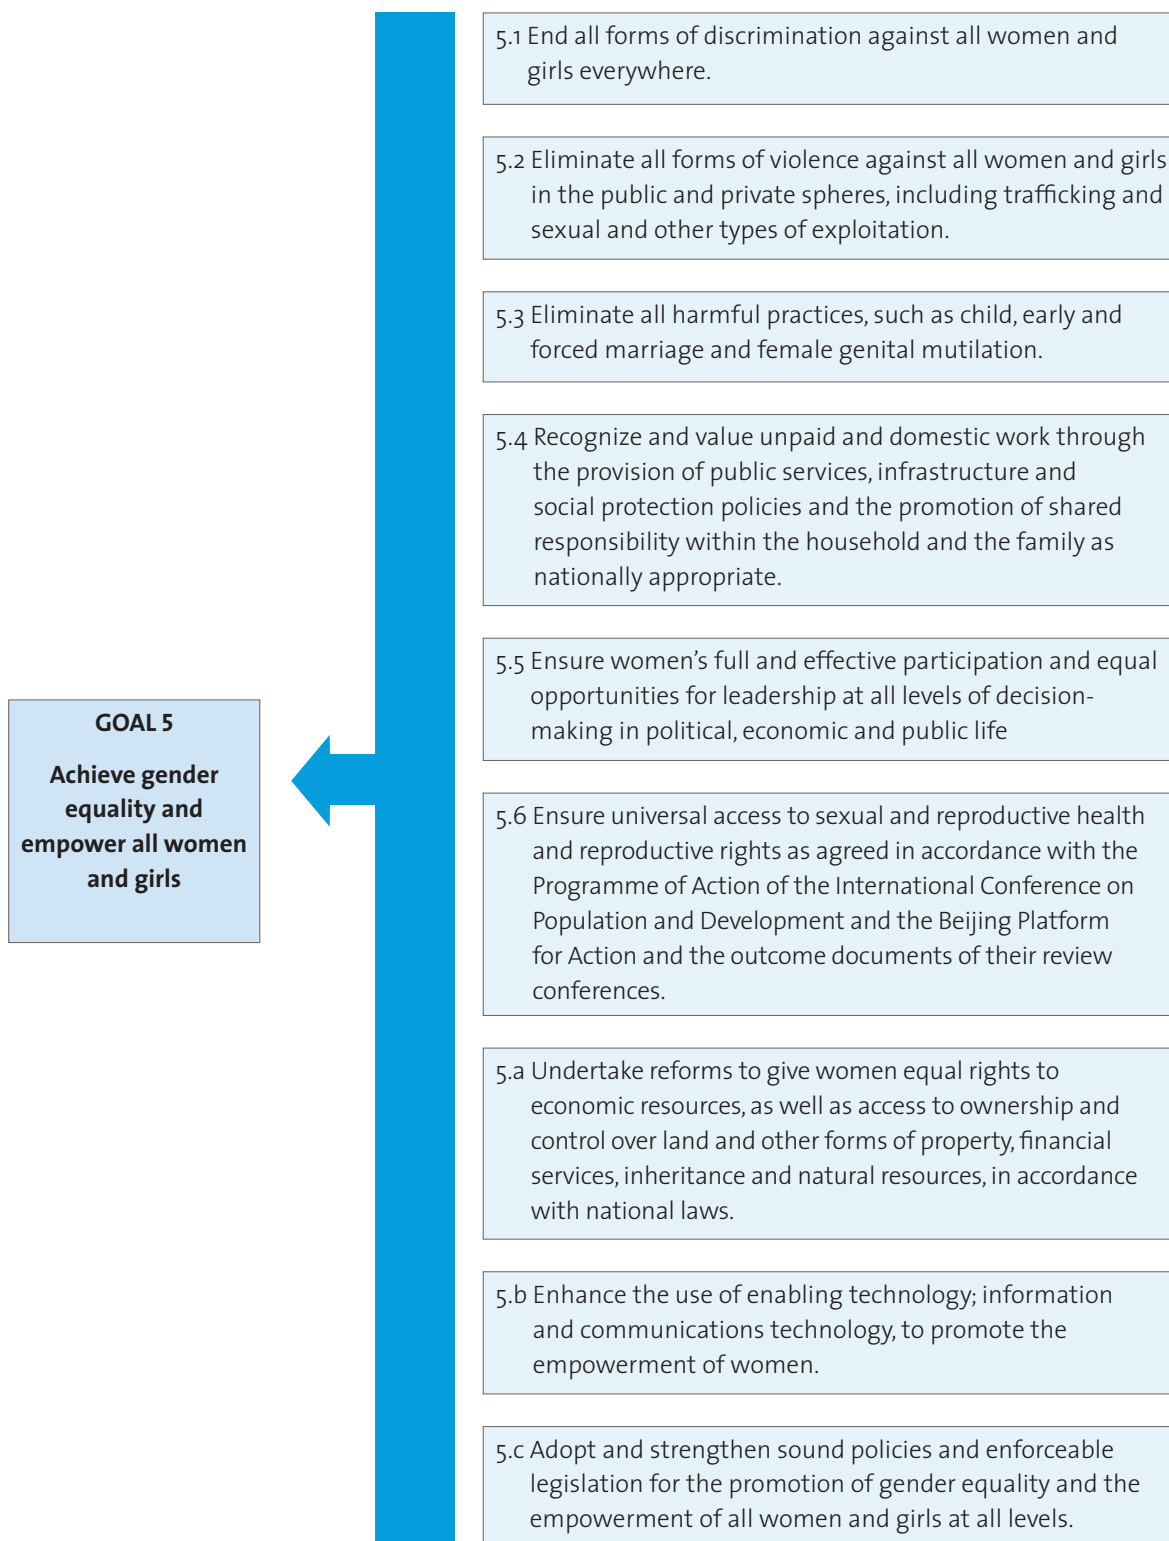 5.1 End all forms of discrimination against all women and
girls everywhere.
5.2 Eliminate all forms of violence against all women and girls
in the public and private spheres, including trafficking and
sexual and other types of exploitation.
5.3 Eliminate all harmful practices, such as child, early and
forced marriage and female genital mutilation.
5.4 Recognize and value unpaid and domestic work through
the provision of public services, infrastructure and
social protection policies and the promotion of shared
responsibility within the household and the family as
nationally appropriate.
5.5 Ensure women’s full and effective participation and equal
opportunities for leadership at all levels of decision-
making in political, economic and public life
GOAL 5
Achieve gender
equality and
empower all women
and girls
5.6 Ensure universal access to sexual and reproductive health
and reproductive rights as agreed in accordance with the
Programme of Action of the International Conference on
Population and Development and the Beijing Platform
for Action and the outcome documents of their review
conferences.
5.a Undertake reforms to give women equal rights to
economic resources, as well as access to ownership and
control over land and other forms of property, financial
services, inheritance and natural resources, in accordance
with national laws.
5.b Enhance the use of enabling technology; information
and communications technology, to promote the
empowerment of women.
5.c Adopt and strengthen sound policies and enforceable
legislation for the promotion of gender equality and the
empowerment of all women and girls at all levels.